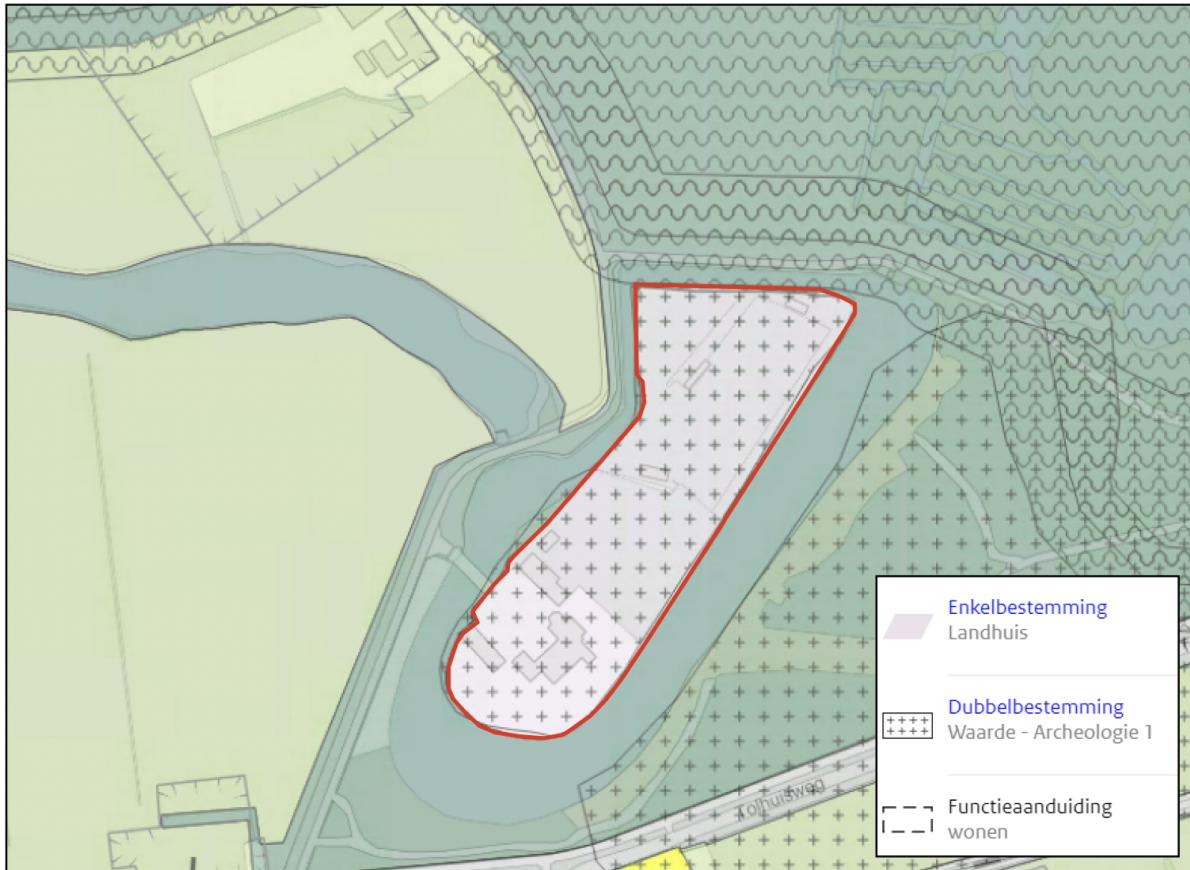 Tolhuisweg
Enkelbestemming
Landhuis
Dubbelbestemming
Waarde - Archeologie 1
Functieaanduiding
wonen